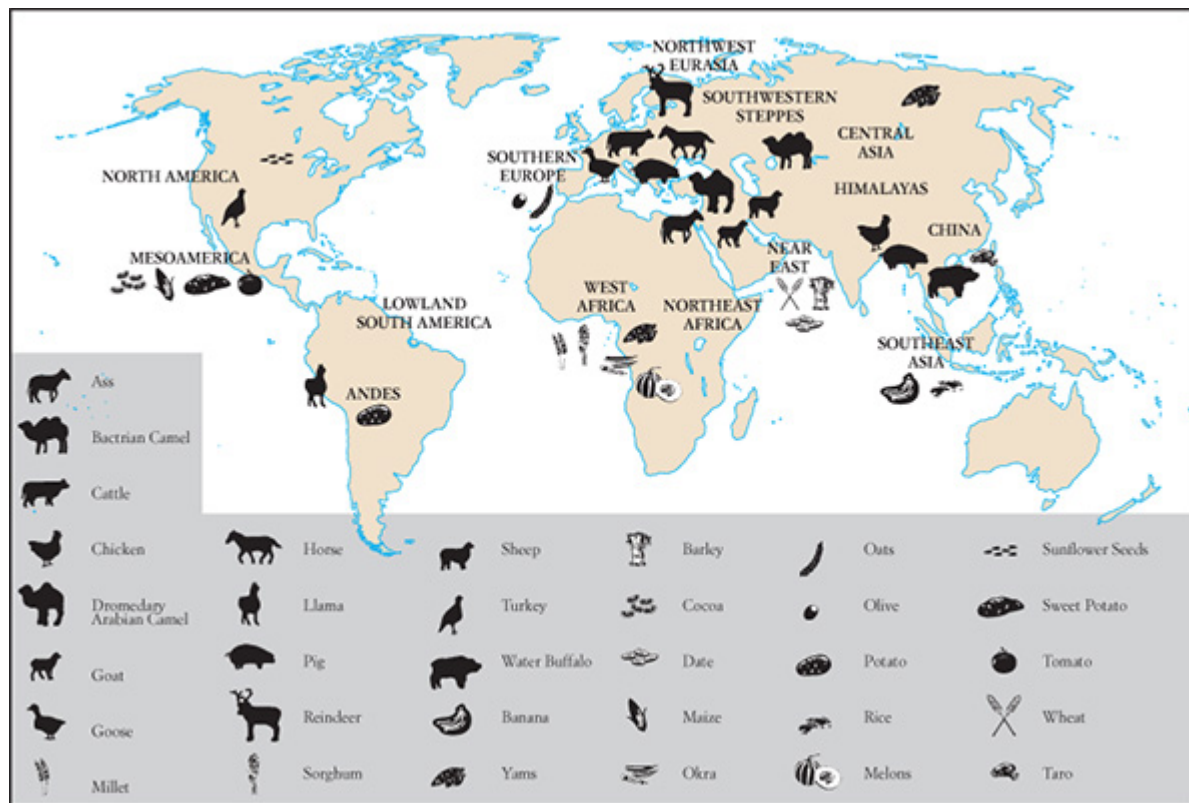 NORTHWEST
EURASIA
SOUTHWESTERN
STEPPES
CENTRAL
ASIA
SOUTHERN
EUROPE
NORTH AMERICA
HIMALAYAS
CHINA
MESOAMERICA
NEAR
EAST
WEST
AFRICA
NORTHEAST
AFRICA
LOWLAND
SOUTH AMERICA
SOUTHEAST
ASIA
ANDES
Ass
Bactrian Camel
Cattle
Chicken
Dromedary
Arabian Camel
Goat
Goose
Millet
Horse
Llama
Pig
Reindeer
Sorghum
Sheep
Turkey
Water Buffalo
Banana
Yams
Barley
Cocoa
Date
Maize
Okra
Oats
Olive
Potato
Rice
Melons
Sunflower Seeds
Sweet Potato
Tomato
Wheat
Taro